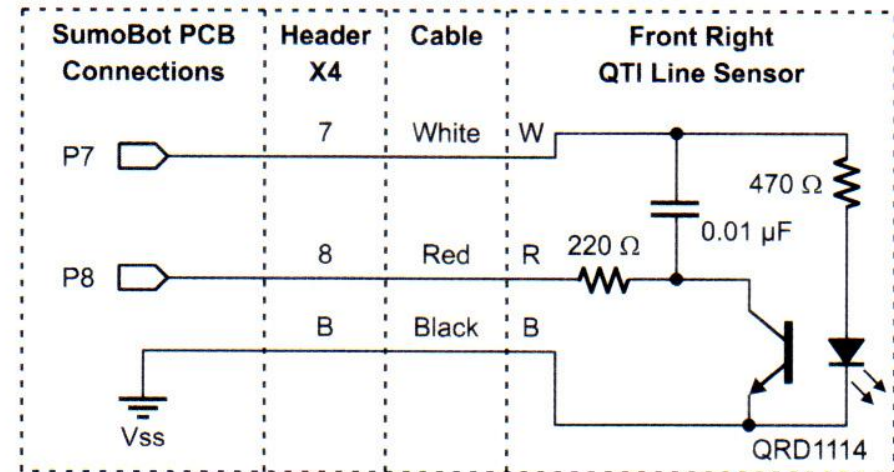 SumoBot PCB Connections
Header X4
Cable
Front Right
QTI Line Sensor
P7
7
White
W
470 Ω
0.01 µF
220 Ω
P8
8
Red
R
B
Black
B
Vss
QRD1114